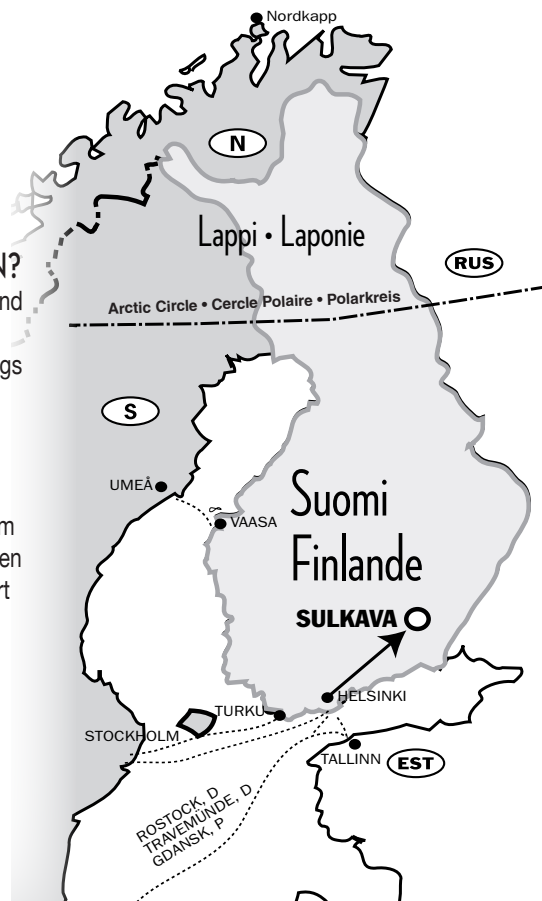 Nordkapp
N
Lappi • Laponie
N?
nd
RUS
Arctic Circle • Cercle Polaire • Polarkreis
gs
S
UMEÅ
VAASA
Suomi
Finlande
m
en
rt
SULKAVA
HELSINKI
TURKU
STOCKHOLM
TALLINN
EST
ROSTOCK, D
TRAVEMÜNDE, D
GDANSK, P